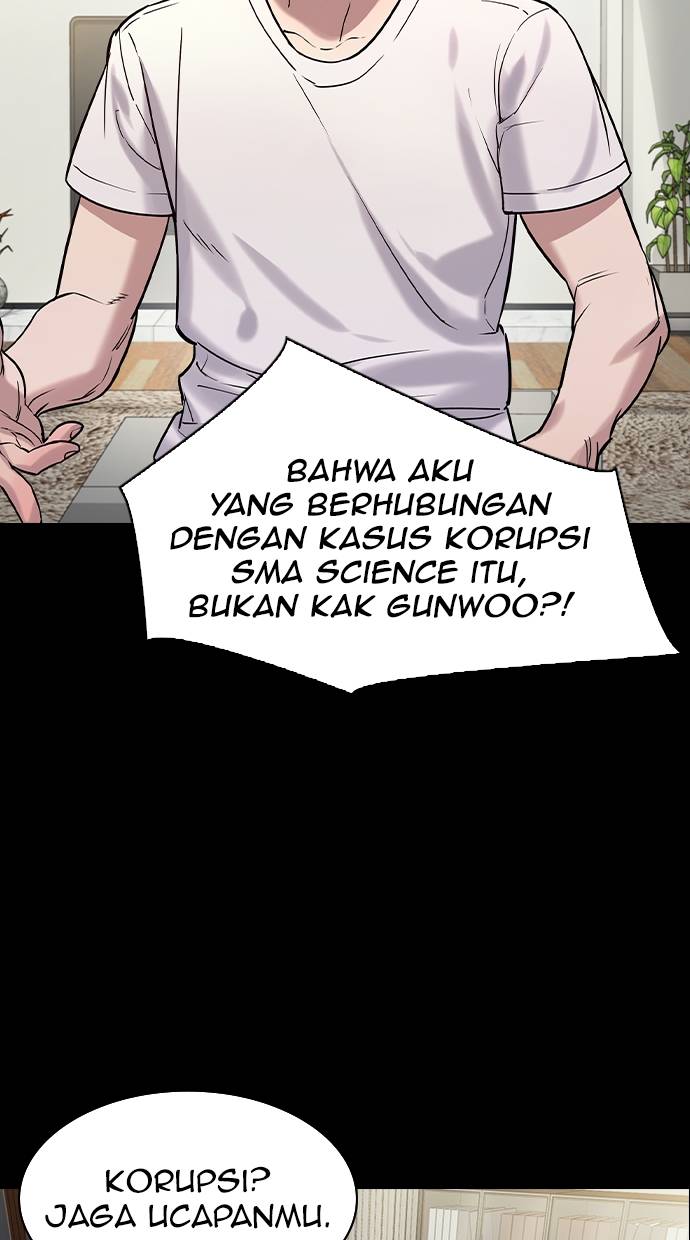 BAHWA AKU
YANG BERHUBUNGAN
DENGAN KASUS KORUPSI
SMA SCIENCE ITU,
BUKAN KAK GUNWOO?!
KORUPSI?
JAGA UCAPANMU.